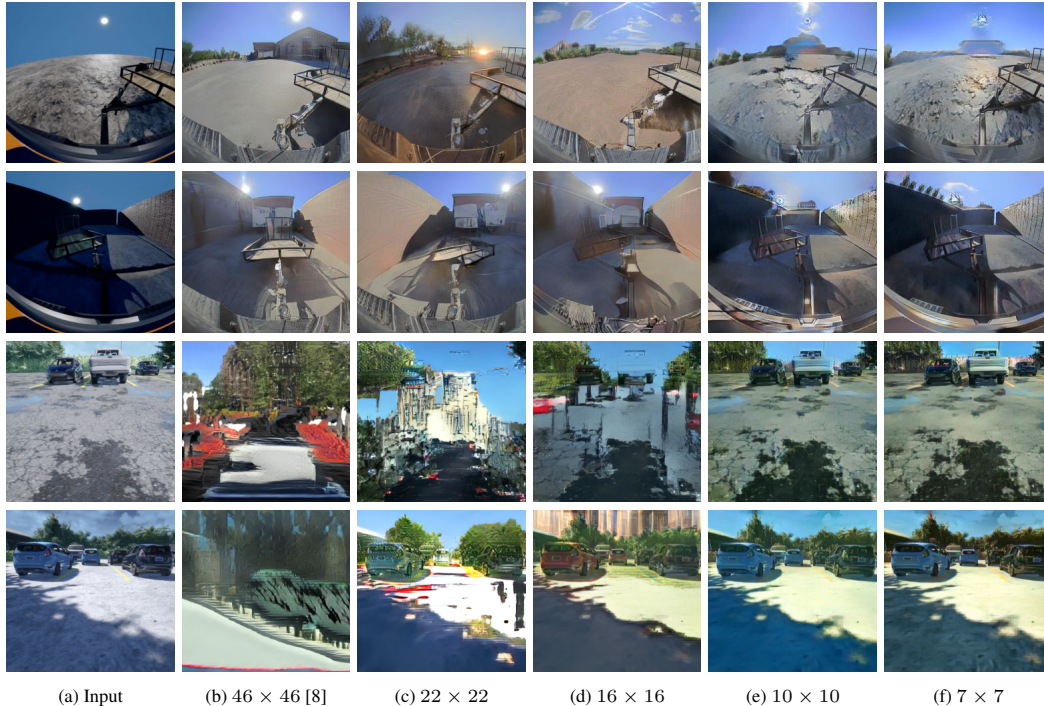 (a) Input
(b) 46 × 46 [8]
(c) 22 × 22
(d) 16 × 16
(e) 10 × 10
(f) 7 × 7